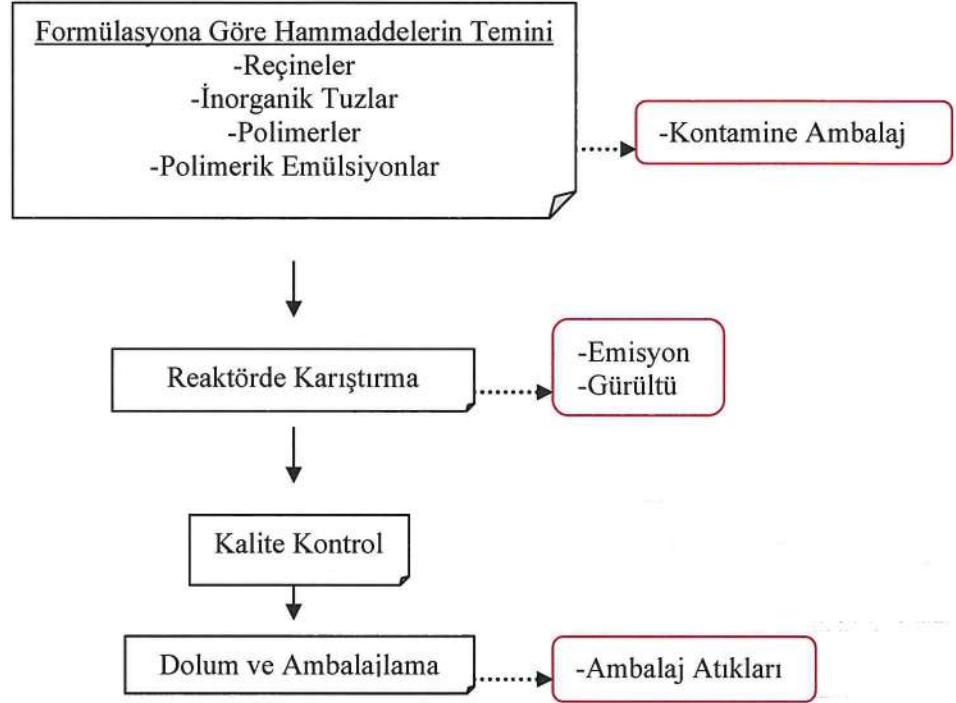 Formülasyona Göre Hammaddelerin Temini
-Reçineler
-İnorganik Tuzlar
-Polimerler
-Polimerik Emülsiyonlar
-Kontamine Ambalaj
Reaktörde Karıştırma
-Emisyon
-Gürültü
Kalite Kontrol
Dolum ve Ambalajlama
-Ambalaj Atıkları